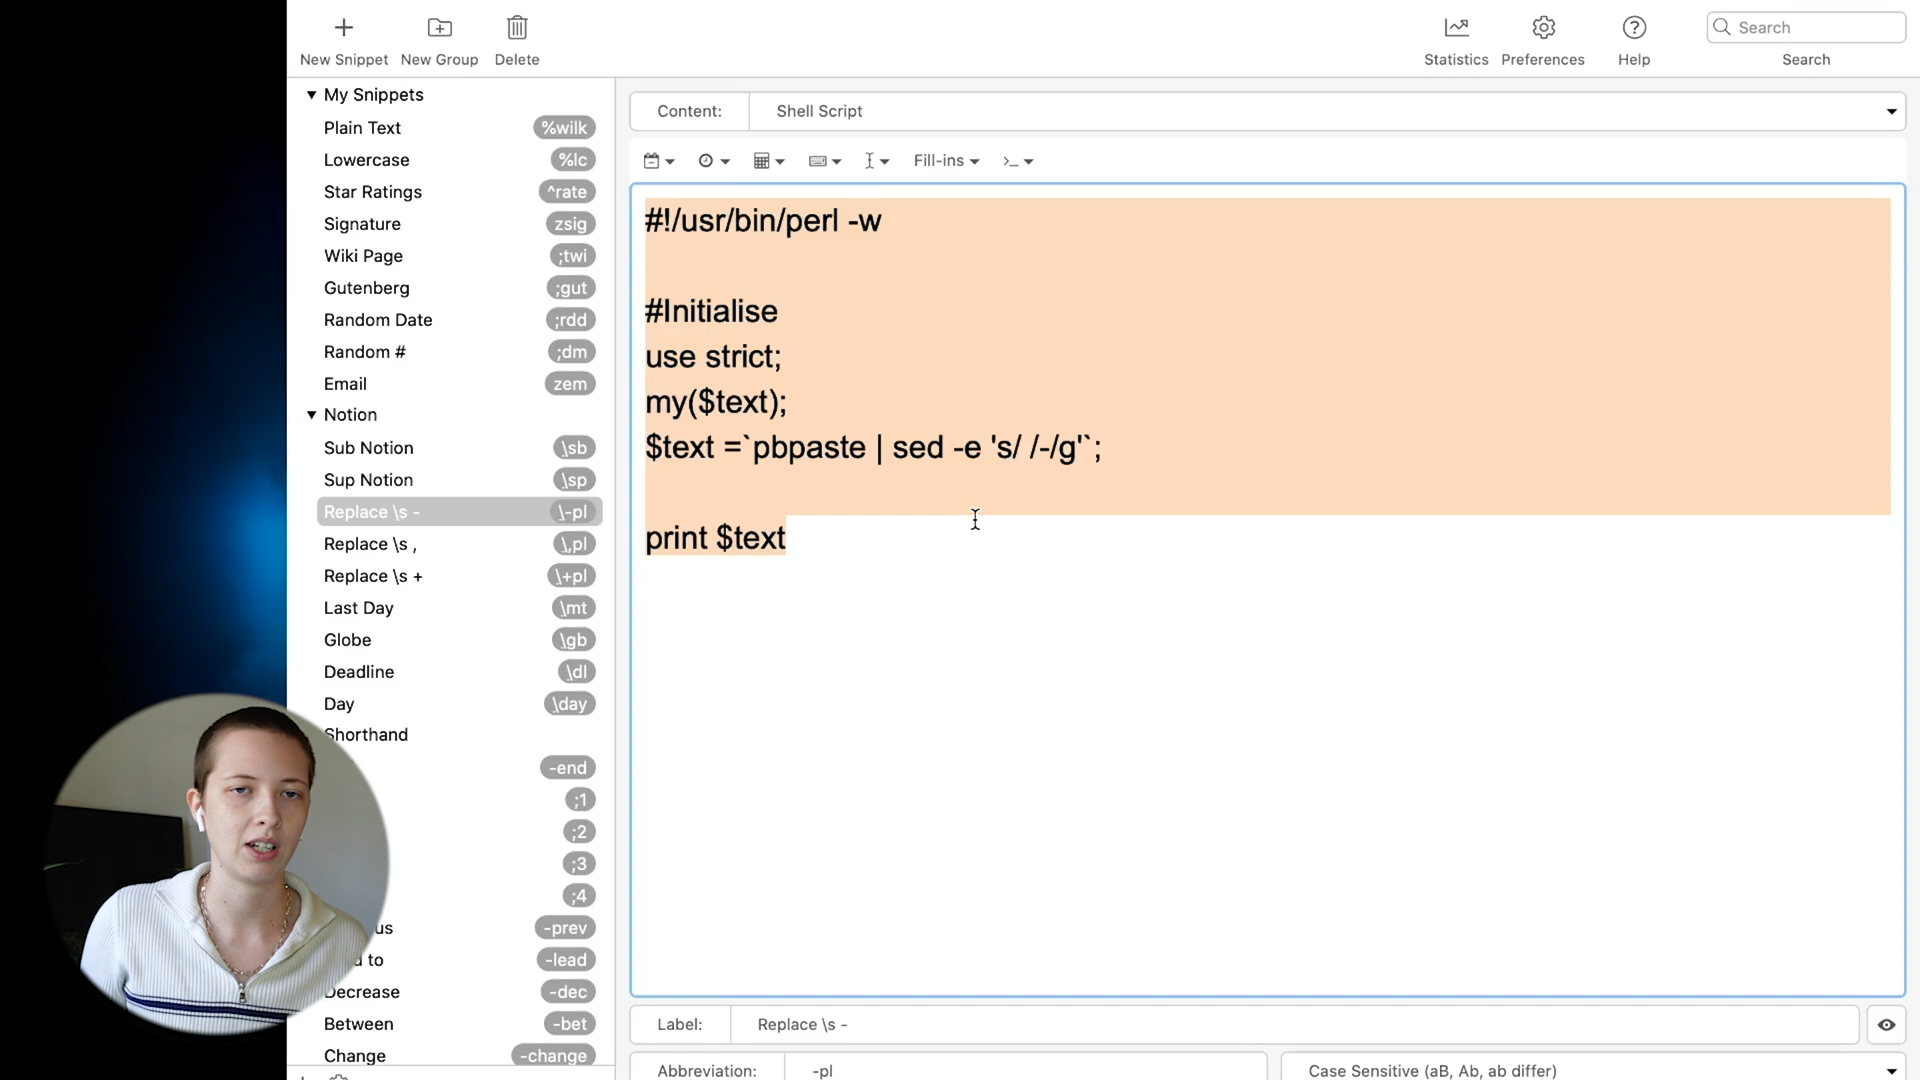 New Snippet
New Group
Delete
Statistics
Preferences
Help
Search
Search
My Snippets
Plain Text %wilk
Lowercase %lc
Star Ratings ^rate
Signature zsig
Wiki Page ;twi
Gutenberg ;gut
Random Date ;rdd
Random # ;dm
Email zem
Notion
Sub Notion \sb
Sup Notion \sp
Replace \s - \-pl
Replace \s , \,pl
Replace \s + \+pl
Last Day \mt
Globe \gb
Deadline \dl
Day \day
Shorthand
-end
;1
;2
;3
;4
us -prev
to -lead
Decrease -dec
Between -bet
Change -change
Content: Shell Script
Fill-ins
#!/usr/bin/perl -w
#Initialise
use strict;
my($text);
$text =`pbpaste | sed -e 's/ /-/g'`;
print $text
Label: Replace \s -
Abbreviation: -pl
Case Sensitive (aB, Ab, ab differ)